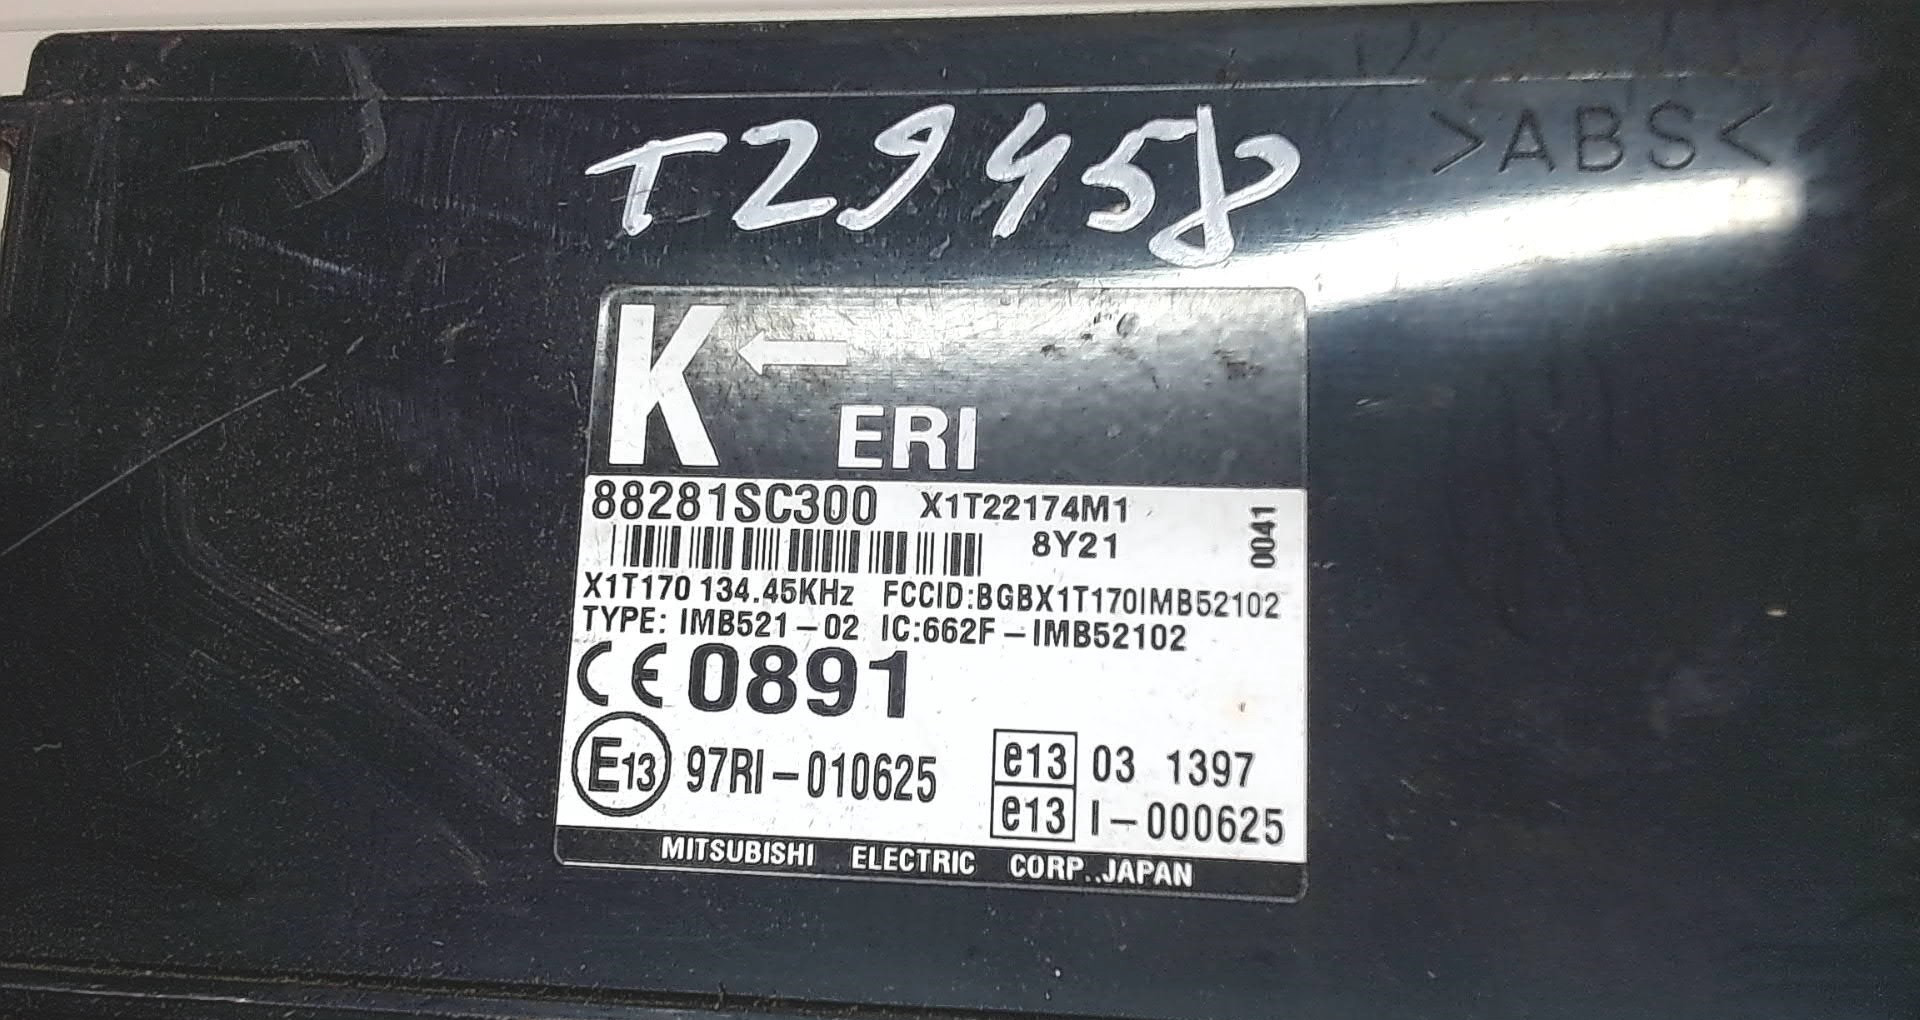 T29458
>ABS<
K
ERI
88281SC300 X1T22174M1
8Y21
0041
X1T170 134.45KHz FCCID:BGBX1T170IMB52102
TYPE: IMB521-02 IC:662F-IMB52102
CE 0891
E13 97RI-010625
e13 03 1397
e13 I-000625
MITSUBISHI ELECTRIC CORP..JAPAN